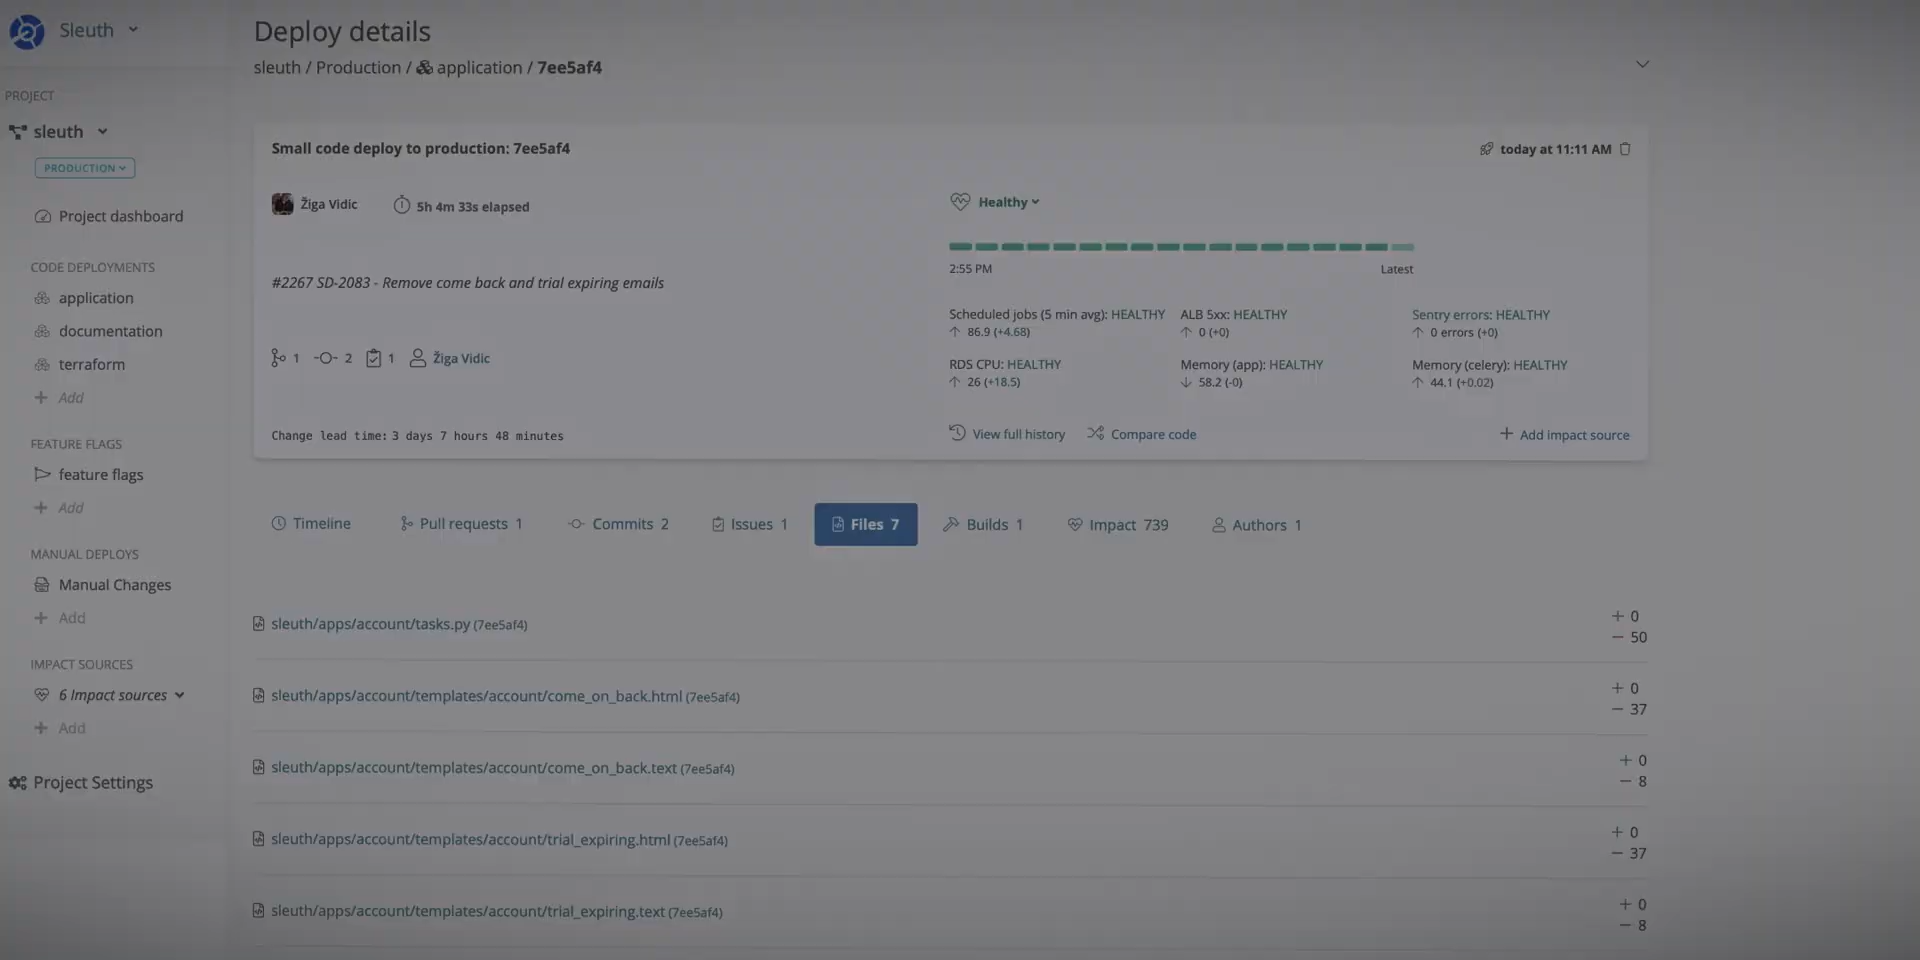 Sleuth
PROJECT
sleuth
PRODUCTION
Project dashboard
CODE DEPLOYMENTS
application
documentation
terraform
+ Add
FEATURE FLAGS
feature flags
+ Add
MANUAL DEPLOYS
Manual Changes
+ Add
IMPACT SOURCES
6 Impact sources
+ Add
Project Settings
Deploy details
sleuth / Production / application / 7ee5af4
Small code deploy to production: 7ee5af4
today at 11:11 AM
Žiga Vidic
5h 4m 33s elapsed
#2267 SD-2083 - Remove come back and trial expiring emails
1 2 1 Žiga Vidic
Change lead time: 3 days 7 hours 48 minutes
Healthy
2:55 PM
Latest
Scheduled jobs (5 min avg): HEALTHY
↑ 86.9 (+4.68)
ALB 5xx: HEALTHY
↑ 0 (+0)
Sentry errors: HEALTHY
↑ 0 errors (+0)
RDS CPU: HEALTHY
↑ 26 (+18.5)
Memory (app): HEALTHY
↓ 58.2 (-0)
Memory (celery): HEALTHY
↑ 44.1 (+0.02)
View full history
Compare code
+ Add impact source
Timeline
Pull requests 1
Commits 2
Issues 1
Files 7
Builds 1
Impact 739
Authors 1
sleuth/apps/account/tasks.py (7ee5af4)
+ 0
− 50
sleuth/apps/account/templates/account/come_on_back.html (7ee5af4)
+ 0
− 37
sleuth/apps/account/templates/account/come_on_back.text (7ee5af4)
+ 0
− 8
sleuth/apps/account/templates/account/trial_expiring.html (7ee5af4)
+ 0
− 37
sleuth/apps/account/templates/account/trial_expiring.text (7ee5af4)
+ 0
− 8